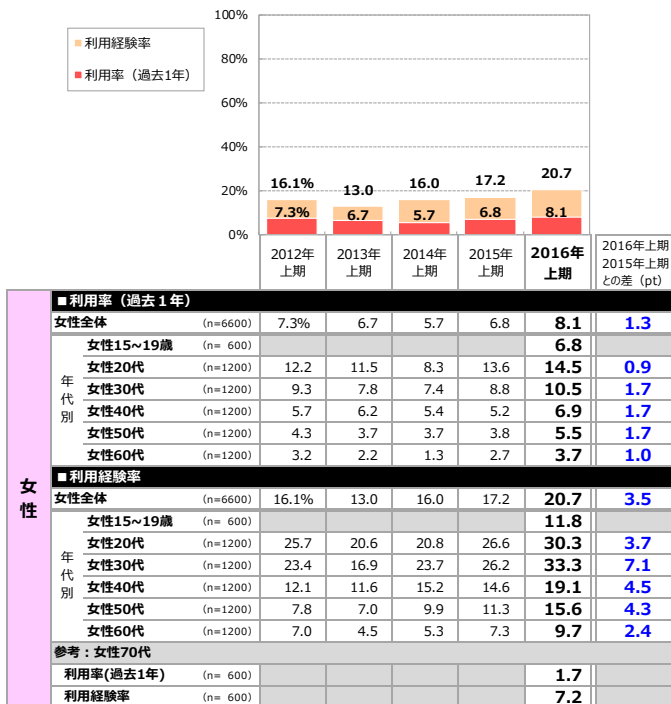 100%
80%
60%
40%
20%
0%
利用経験率
利用率（過去1年）
16.1% 13.0 16.0 17.2 20.7
7.3% 6.7 5.7 6.8 8.1
2012年上期 2013年上期 2014年上期 2015年上期 2016年上期 2016年上期2015年上期との差（pt）
女性
■利用率（過去１年）
女性全体 (n=6600) 7.3% 6.7 5.7 6.8 8.1 1.3
年代別
女性15~19歳 (n= 600) 6.8
女性20代 (n=1200) 12.2 11.5 8.3 13.6 14.5 0.9
女性30代 (n=1200) 9.3 7.8 7.4 8.8 10.5 1.7
女性40代 (n=1200) 5.7 6.2 5.4 5.2 6.9 1.7
女性50代 (n=1200) 4.3 3.7 3.7 3.8 5.5 1.7
女性60代 (n=1200) 3.2 2.2 1.3 2.7 3.7 1.0
■利用経験率
女性全体 (n=6600) 16.1% 13.0 16.0 17.2 20.7 3.5
年代別
女性15~19歳 (n= 600) 11.8
女性20代 (n=1200) 25.7 20.6 20.8 26.6 30.3 3.7
女性30代 (n=1200) 23.4 16.9 23.7 26.2 33.3 7.1
女性40代 (n=1200) 12.1 11.6 15.2 14.6 19.1 4.5
女性50代 (n=1200) 7.8 7.0 9.9 11.3 15.6 4.3
女性60代 (n=1200) 7.0 4.5 5.3 7.3 9.7 2.4
参考：女性70代
利用率(過去1年) (n= 600) 1.7
利用経験率 (n= 600) 7.2